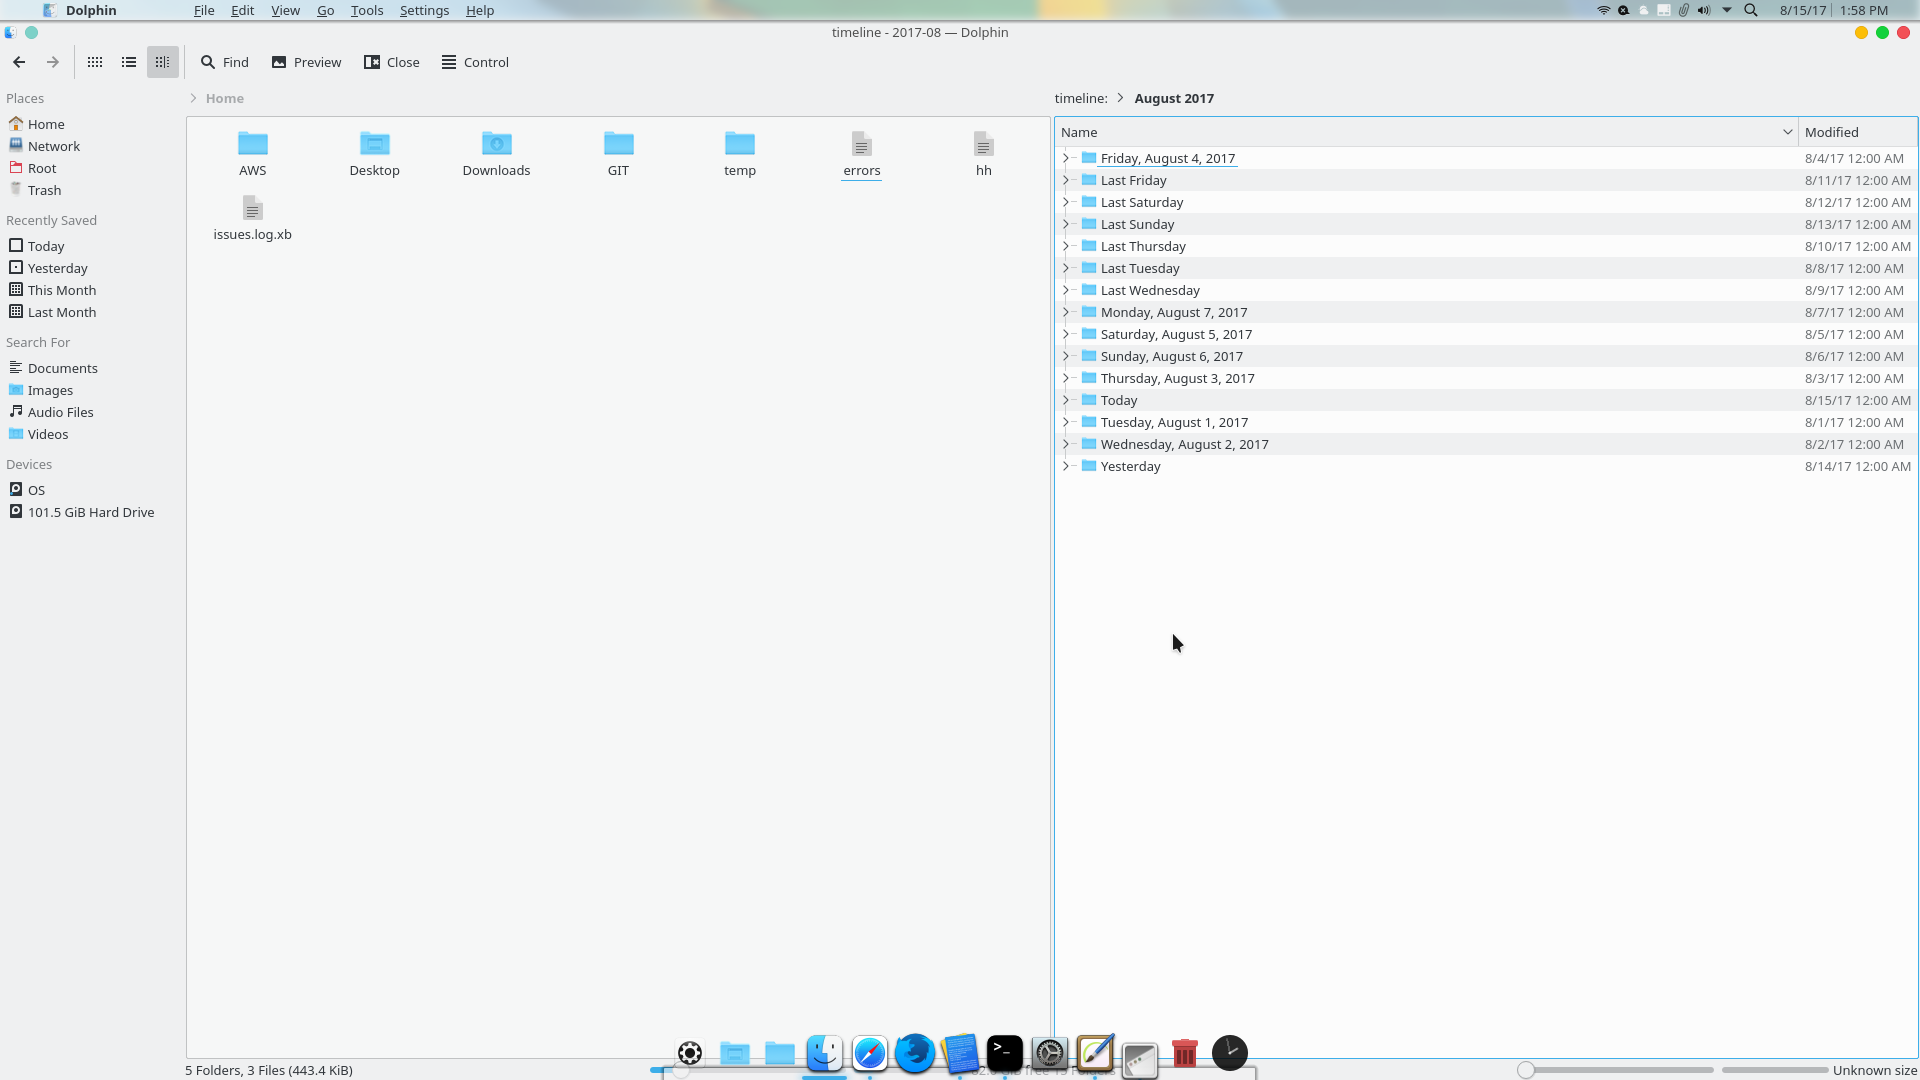 Dolphin File Edit View Go Tools Settings Help 8/15/17 1:58 PM
timeline - 2017-08 — Dolphin
Find Preview Close Control
Places
Home
Network
Root
Trash
Recently Saved
Today
Yesterday
This Month
Last Month
Search For
Documents
Images
Audio Files
Videos
Devices
OS
101.5 GiB Hard Drive
> Home
AWS Desktop Downloads GIT temp errors hh
issues.log.xb
timeline: > August 2017
Name Modified
Friday, August 4, 2017 8/4/17 12:00 AM
Last Friday 8/11/17 12:00 AM
Last Saturday 8/12/17 12:00 AM
Last Sunday 8/13/17 12:00 AM
Last Thursday 8/10/17 12:00 AM
Last Tuesday 8/8/17 12:00 AM
Last Wednesday 8/9/17 12:00 AM
Monday, August 7, 2017 8/7/17 12:00 AM
Saturday, August 5, 2017 8/5/17 12:00 AM
Sunday, August 6, 2017 8/6/17 12:00 AM
Thursday, August 3, 2017 8/3/17 12:00 AM
Today 8/15/17 12:00 AM
Tuesday, August 1, 2017 8/1/17 12:00 AM
Wednesday, August 2, 2017 8/2/17 12:00 AM
Yesterday 8/14/17 12:00 AM
5 Folders, 3 Files (443.4 KiB) Unknown size